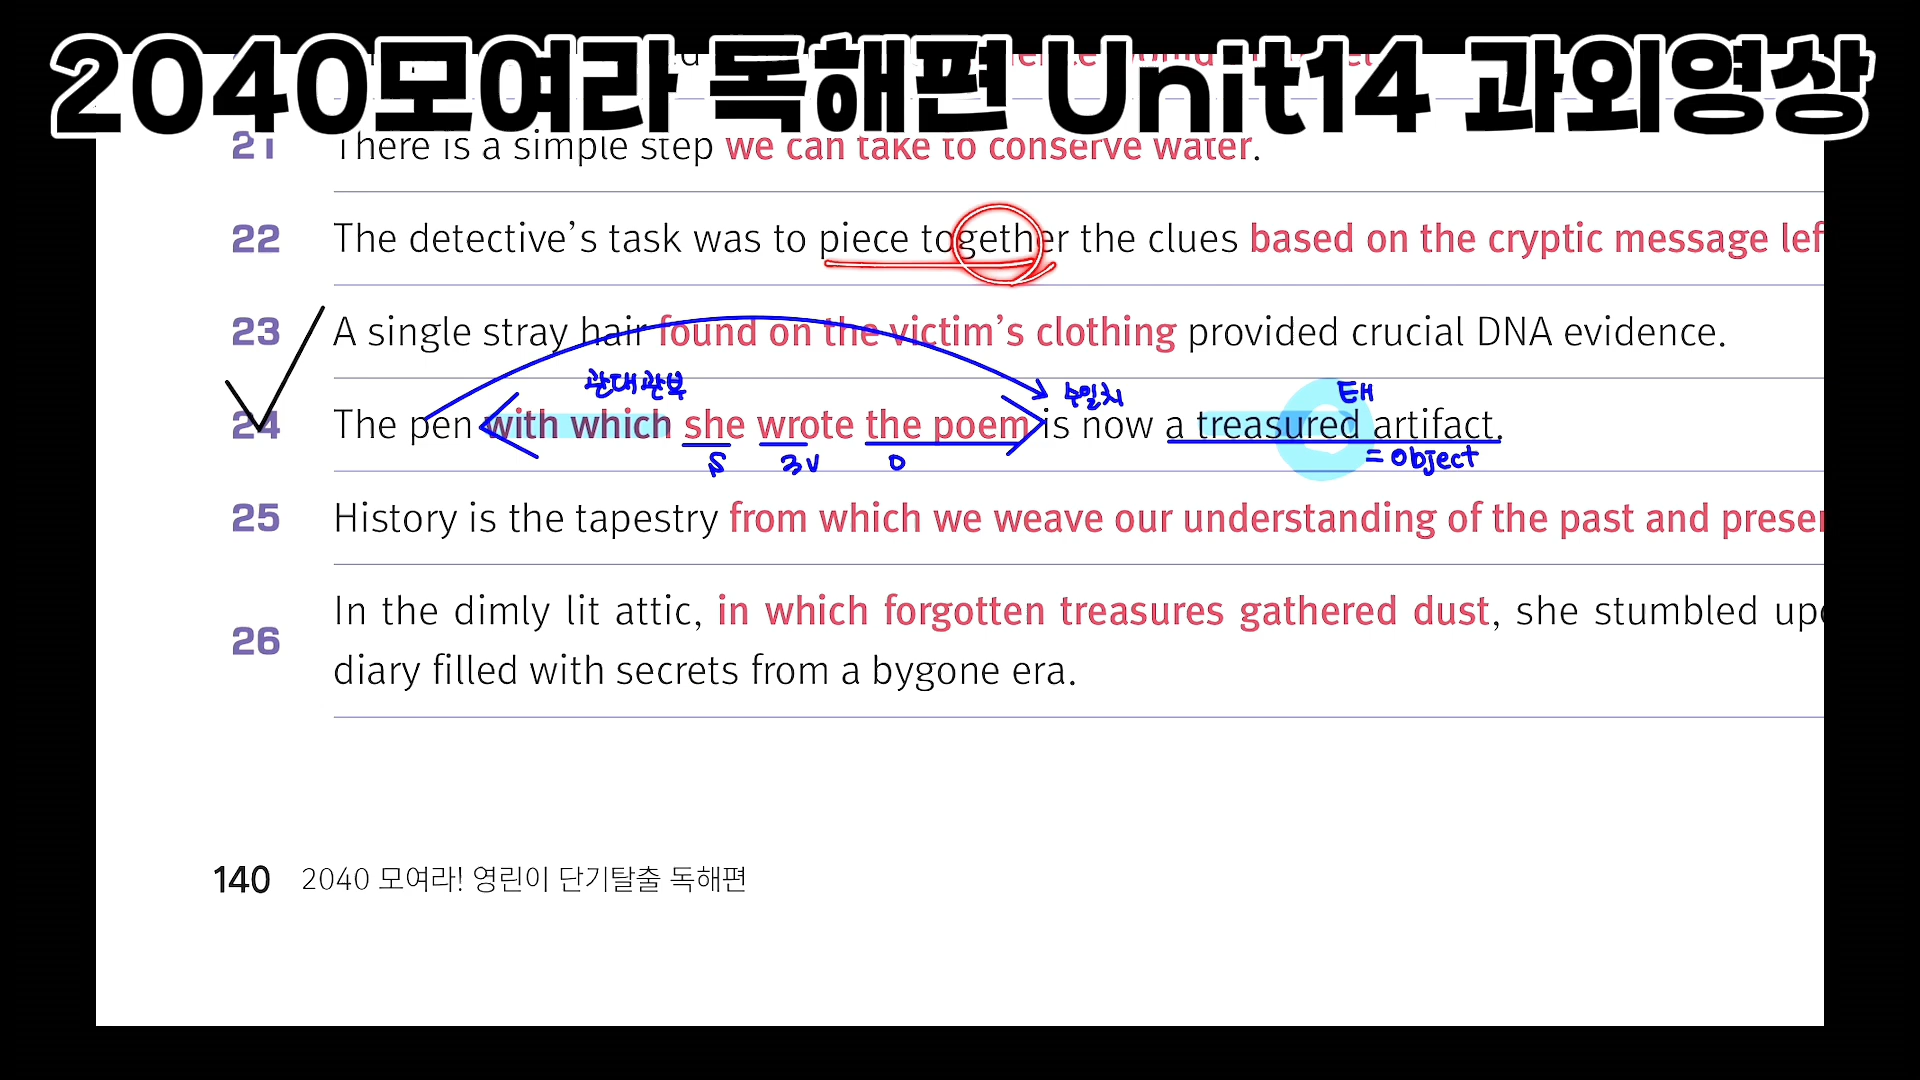 2040모여라 독해편 Unit14 과외영상
21 There is a simple step we can take to conserve water.
22 The detective's task was to piece together the clues based on the cryptic message lef
23 A single stray hair found on the victim's clothing provided crucial DNA evidence.
관대 관부 수일치 태
24 The pen with which she wrote the poem is now a treasured artifact.
S 3V O = object
25 History is the tapestry from which we weave our understanding of the past and presen
26 In the dimly lit attic, in which forgotten treasures gathered dust, she stumbled upo
diary filled with secrets from a bygone era.
140 2040 모여라! 영린이 단기탈출 독해편